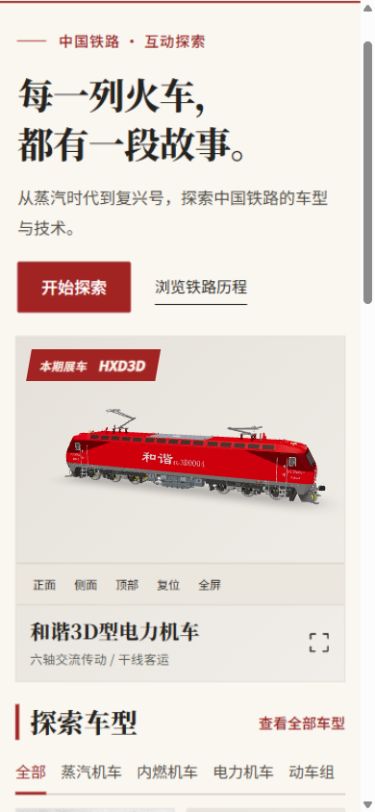 中国铁路 · 互动探索
每一列火车,
都有一段故事。
从蒸汽时代到复兴号，探索中国铁路的车型
与技术。
开始探索 浏览铁路历程
本期展车 HXD3D
和谐
正面 侧面 顶部 复位 全屏
和谐3D型电力机车
六轴交流传动 / 干线客运
探索车型 查看全部车型
全部 蒸汽机车 内燃机车 电力机车 动车组